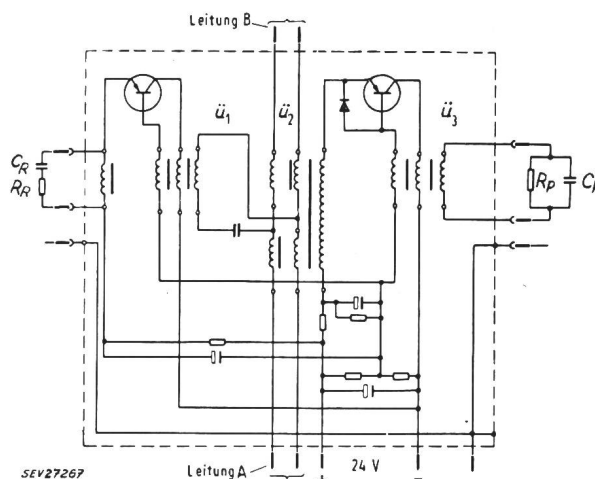 Leitung B
ü1
ü2
ü3
CR
RR
Rp
Leitung A
24 V
SEV27267